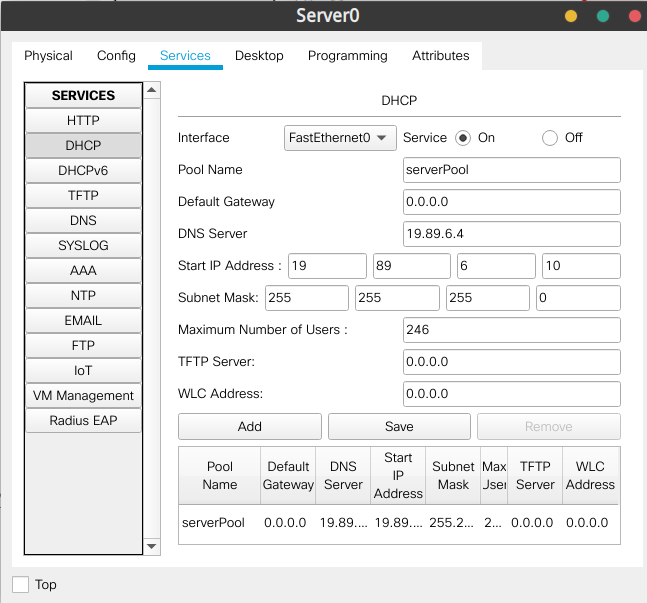 Server0
Physical Config Services Desktop Programming Attributes
SERVICES
HTTP
DHCP
DHCPv6
TFTP
DNS
SYSLOG
AAA
NTP
EMAIL
FTP
IoT
VM Management
Radius EAP
DHCP
Interface FastEthernet0 Service On Off
Pool Name serverPool
Default Gateway 0.0.0.0
DNS Server 19.89.6.4
Start IP Address : 19 89 6 10
Subnet Mask: 255 255 255 0
Maximum Number of Users : 246
TFTP Server: 0.0.0.0
WLC Address: 0.0.0.0
Add Save Remove
Pool Name Default Gateway DNS Server Start IP Address Subnet Mask Max User TFTP Server WLC Address
serverPool 0.0.0.0 19.89.... 19.89.... 255.2... 2... 0.0.0.0 0.0.0.0
Top